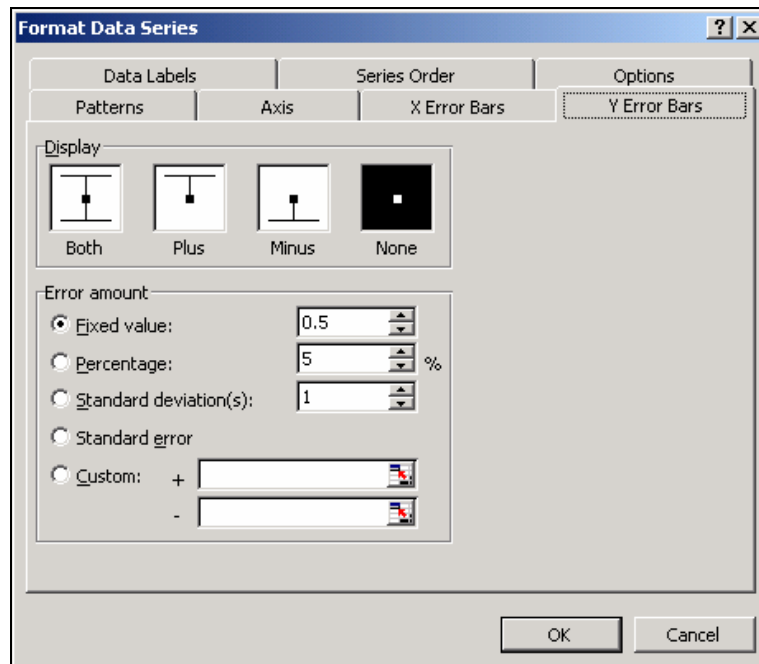 Format Data Series
Data Labels Series Order Options
Patterns Axis X Error Bars Y Error Bars
Display
Both Plus Minus None
Error amount
Fixed value: 0.5
Percentage: 5 %
Standard deviation(s): 1
Standard error
Custom: +
-
OK Cancel